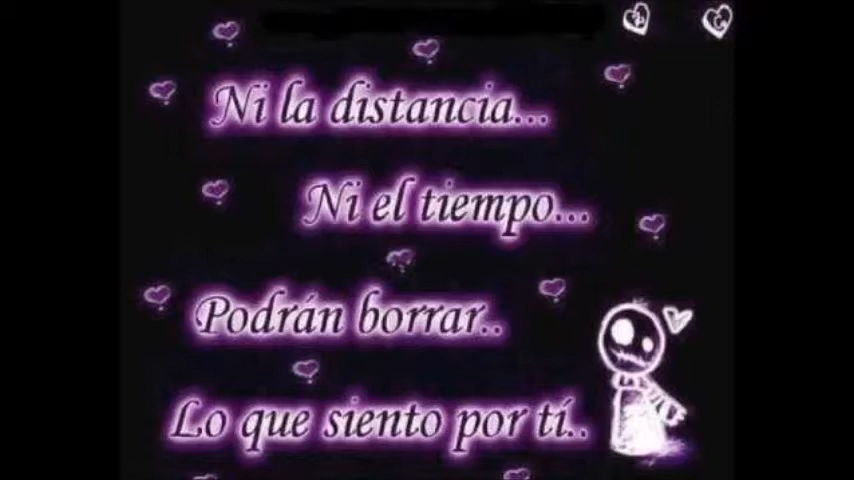 Ni la distancia...
Ni el tiempo...
Podrán borrar..
Lo que siento por tí..